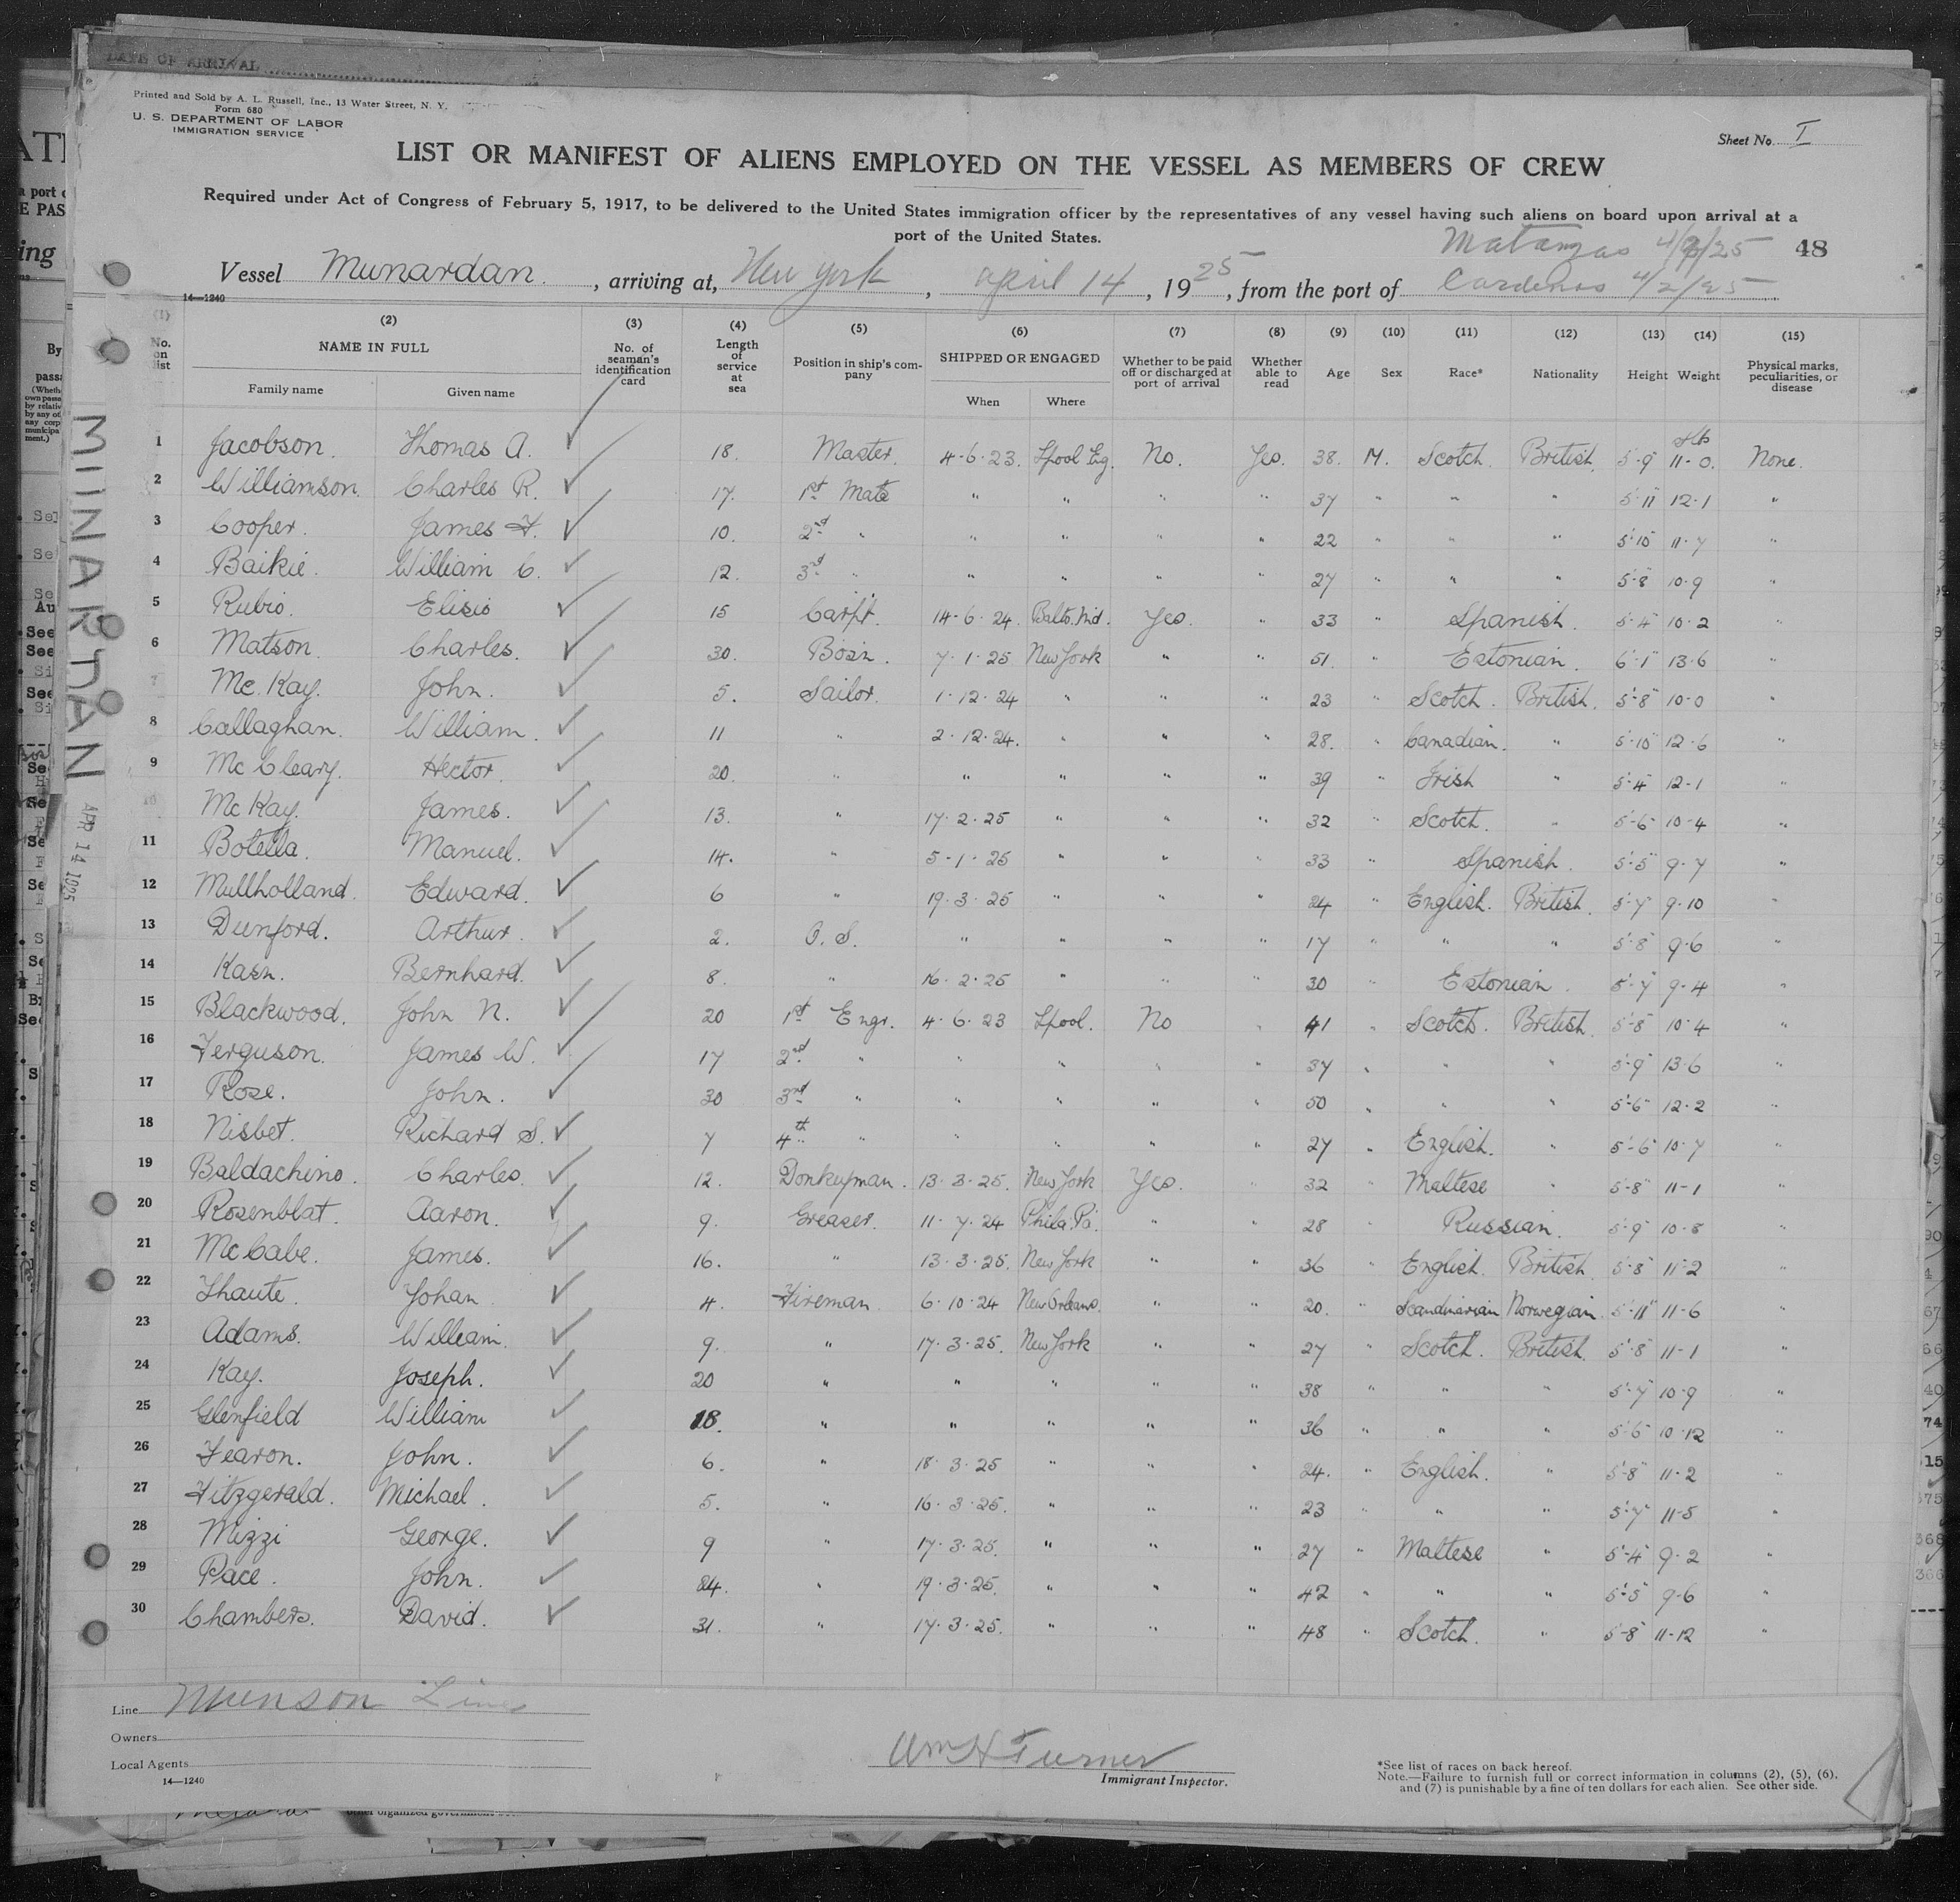 DATE OF ARRIVAL
Printed and Sold by A. L. Russell, Inc., 13 Water Street, N. Y.
Form 680
U. S. DEPARTMENT OF LABOR
IMMIGRATION SERVICE
Sheet No. I
LIST OR MANIFEST OF ALIENS EMPLOYED ON THE VESSEL AS MEMBERS OF CREW
Required under Act of Congress of February 5, 1917, to be delivered to the United States immigration officer by the representatives of any vessel having such aliens on board upon arrival at a
port of the United States.
Matanzas 4/ /25 48
Vessel Munardan. , arriving at, New York , April 14 , 1925 , from the port of Cardenas 4/2/25
14—1240
(1) (2) (3) (4) (5) (6) (7) (8) (9) (10) (11) (12) (13) (14) (15)
No. on list NAME IN FULL Family name Given name No. of seaman's identification card Length of service at sea Position in ship's company SHIPPED OR ENGAGED When Where Whether to be paid off or discharged at port of arrival Whether able to read Age Sex Race* Nationality Height Weight Physical marks, peculiarities, or disease
1 Jacobson. Thomas A. ✓ 18. Master. 4-6-23. Lpool Eng. No. Yes. 38. M. Scotch. British. 5'-9" 11-0. None.
2 Williamson. Charles R. ✓ 17. 1st Mate " " " " 37 " " " 5'-11" 12-1 "
3 Cooper. James F. ✓ 10. 2nd " " " " " 22 " " " 5'-10" 11-7 "
4 Baikie. William C. ✓ 12. 3rd " " " " " 27 " " " 5'-8" 10-9 "
5 Rubio. Elisio ✓ 15 Carpt. 14-6-24. Balto. Md. Yes. " 33 " Spanish. 5'-4" 10-2 "
6 Matson. Charles. ✓ 30. Bosn. 7-1-25 New York " " 51. " Estonian. 6'-1" 13-6 "
7 Mc. Kay. John. ✓ 5. Sailor. 1-12-24 " " " 23 " Scotch. British. 5'-8" 10-0 "
8 Callaghan. William. ✓ 11 " 2-12-24. " " " 28. " Canadian. " 5'-10" 12-6 "
9 Mc Cleary. Hector. ✓ 20. " " " " " 39 " Irish " 5'-4" 12-1 "
10 Mc Kay. James. ✓ 13. " 17-2-25 " " " 32 " Scotch. " 5'-6" 10-4 "
11 Botella. Manuel. ✓ 14. " 5-1-25 " " " 33 " Spanish. 5'-5" 9-7 "
12 Mullholland. Edward. ✓ 6 " 19-3-25 " " " 24 " English. British. 5'-7" 9-10 "
13 Dunford. Arthur. ✓ 2. O. S. " " " " 17 " " " 5'-8" 9-6 "
14 Kasn. Bernhard. ✓ 8. " 16-2-25 " " " 30 " Estonian. 5'-7" 9-4 "
15 Blackwood. John N. ✓ 20 1st Engr. 4-6-23 Lpool. No " 41 " Scotch. British. 5'-8" 10-4 "
16 Ferguson. James W. ✓ 17 2nd " " " " " 37 " " " 5'-9" 13-6 "
17 Rose. John. ✓ 30 3rd " " " " " 50 " " " 5'-6" 12-2 "
18 Nisbet. Richard S. ✓ 7 4th " " " " " 27 " English. " 5'-6" 10-7 "
19 Baldachino. Charles. ✓ 12. Donkeyman. 13-3-25. New York Yes. " 32 " Maltese " 5'-8" 11-1 "
20 Rosenblat. Aaron. ✓ 9. Greaser. 11-7-24 Phila. Pa. " " 28 " Russian. 5'-9" 10-8 "
21 Mc Cabe. James. ✓ 16. " 13-3-25. New York " " 36 " English. British. 5'-8" 11-2 "
22 Thaute. Johan ✓ 4. Fireman. 6-10-24 New Orleans. " " 20. " Scandinavian Norwegian. 5'-11" 11-6 "
23 Adams. William. ✓ 9. " 17-3-25. New York " " 27 " Scotch. British. 5'-8" 11-1 "
24 Kay. Joseph. ✓ 20 " " " " " 38 " " " 5'-7" 10-9 "
25 Glenfield William ✓ 18. " " " " " 36 " " " 5'-6" 10-12 "
26 Fearon. John. ✓ 6. " 18-3-25 " " " 24. " English. " 5'-8" 11-2 "
27 Fitzgerald. Michael. ✓ 5. " 16-3-25. " " " 23 " " " 5'-7" 11-5 "
28 Mizzi George. ✓ 9 " 17-3-25. " " " 27 " Maltese " 5'-4" 9-2 "
29 Pace. John. ✓ 24. " 19-3-25. " " " 42 " " " 5'-5" 9-6 "
30 Chambers. David. ✓ 31. " 17-3-25. " " " 48 " Scotch. " 5'-8" 11-12 "
MUNARDAN
APR 14 1925
Line Munson Line
Owners
Local Agents
14—1240
Wm H Turner
Immigrant Inspector.
*See list of races on back hereof.
Note.—Failure to furnish full or correct information in columns (2), (5), (6),
and (7) is punishable by a fine of ten dollars for each alien. See other side.